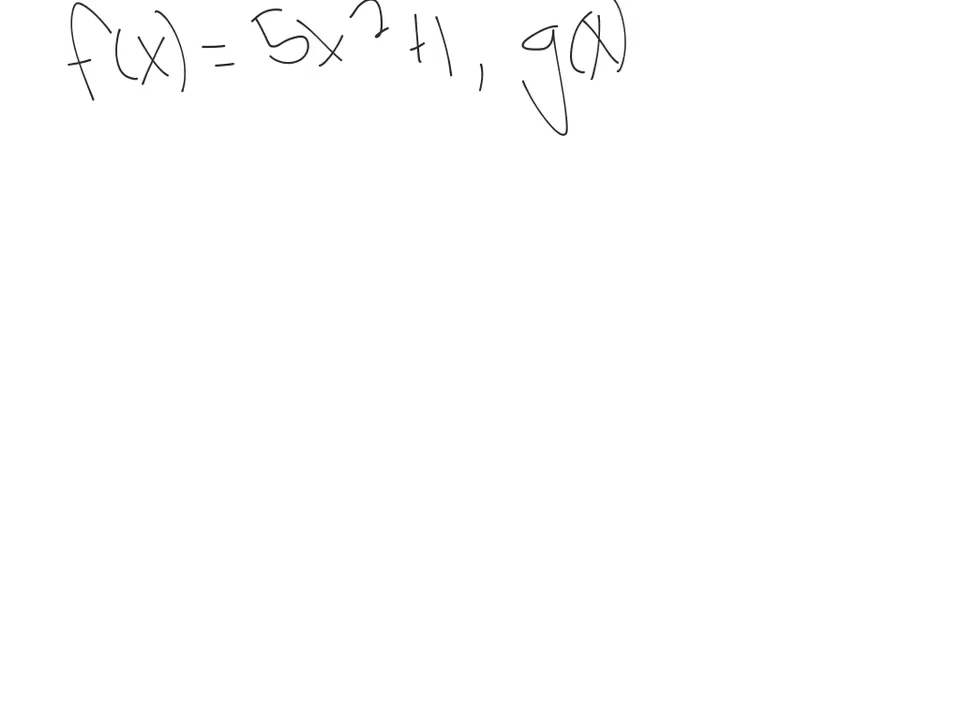 f(x) = 5x² + 1, g(x)